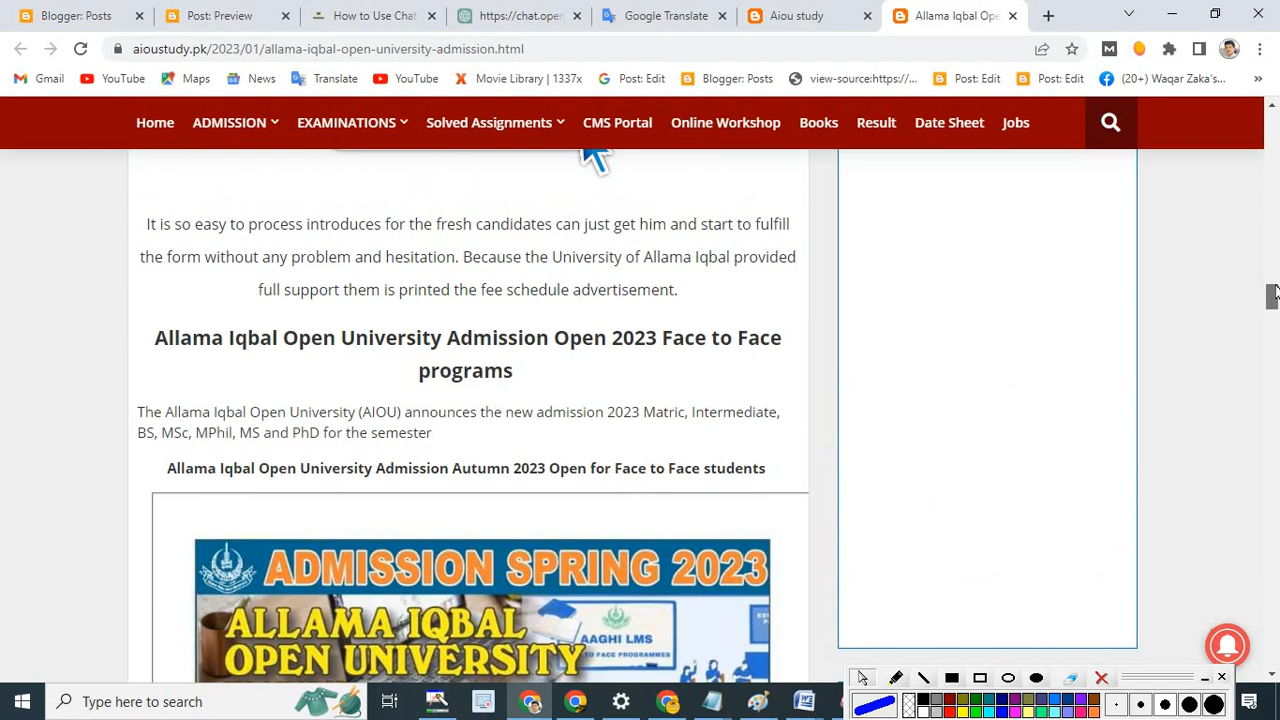 Blogger: Posts
Post: Preview
How to Use Chat
https://chat.ope
Google Translate
Aiou study
Allama Iqbal Ope
aioustudy.pk/2023/01/allama-iqbal-open-university-admission.html
Gmail
YouTube
Maps
News
Translate
YouTube
Movie Library | 1337x
Post: Edit
Blogger: Posts
view-source:https://...
Post: Edit
Post: Edit
(20+) Waqar Zaka's...
Home
ADMISSION
EXAMINATIONS
Solved Assignments
CMS Portal
Online Workshop
Books
Result
Date Sheet
Jobs
It is so easy to process introduces for the fresh candidates can just get him and start to fulfill
the form without any problem and hesitation. Because the University of Allama Iqbal provided
full support them is printed the fee schedule advertisement.
Allama Iqbal Open University Admission Open 2023 Face to Face
programs
The Allama Iqbal Open University (AIOU) announces the new admission 2023 Matric, Intermediate,
BS, MSc, MPhil, MS and PhD for the semester
Allama Iqbal Open University Admission Autumn 2023 Open for Face to Face students
ADMISSION SPRING 2023
ALLAMA IQBAL
OPEN UNIVERSITY
AAGHI LMS
TO FACE PROGRAMMES
Type here to search